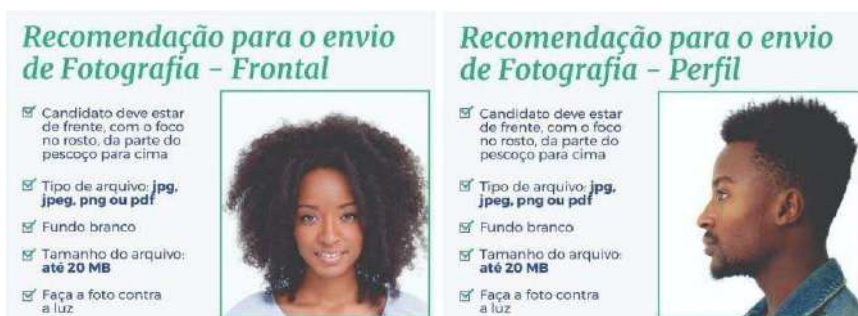 Recomendação para o envio
de Fotografia – Frontal
Candidato deve estar
de frente, com o foco
no rosto, da parte do
pescoço para cima
Tipo de arquivo: jpg,
jpeg, png ou pdf
Fundo branco
Tamanho do arquivo:
até 20 MB
Faça a foto contra
a luz
Recomendação para o envio
de Fotografia – Perfil
Candidato deve estar
de frente, com o foco
no rosto, da parte do
pescoço para cima
Tipo de arquivo: jpg,
jpeg, png ou pdf
Fundo branco
Tamanho do arquivo:
até 20 MB
Faça a foto contra
a luz